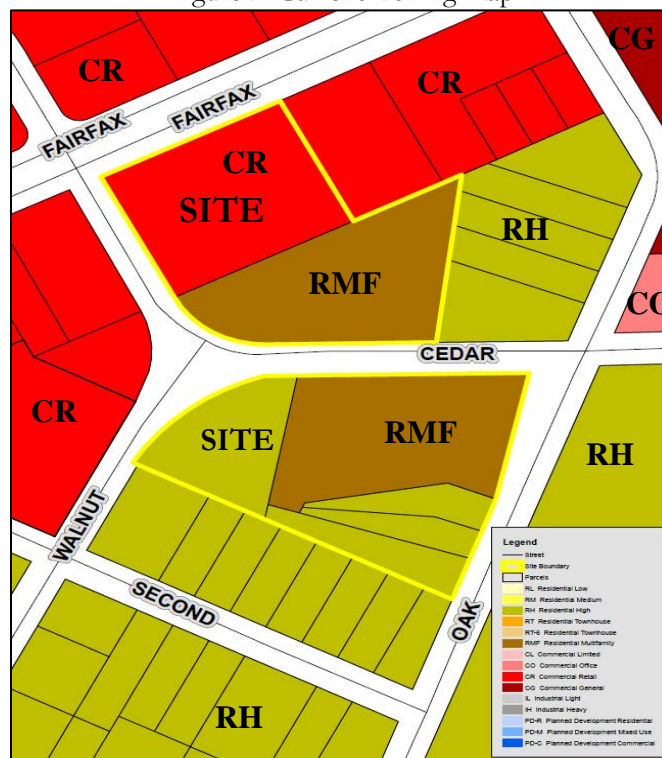 CR
CG
FAIRFAX
FAIRFAX
CR
CR
SITE
RH
RMF
CEDAR
CR
SITE
RMF
RH
WALNUT
SECOND
OAK
RH
Legend
Street
Site Boundary
Parcels
RL Residential Low
RM Residential Medium
RH Residential High
RT Residential Townhouse
RT-6 Residential Townhouse
RMF Residential Multifamily
CL Commercial Limited
CO Commercial Office
CR Commercial Retail
CG Commercial General
IL Industrial Light
IH Industrial Heavy
PD-R Planned Development Residential
PD-M Planned Development Mixed Use
PD-C Planned Development Commercial